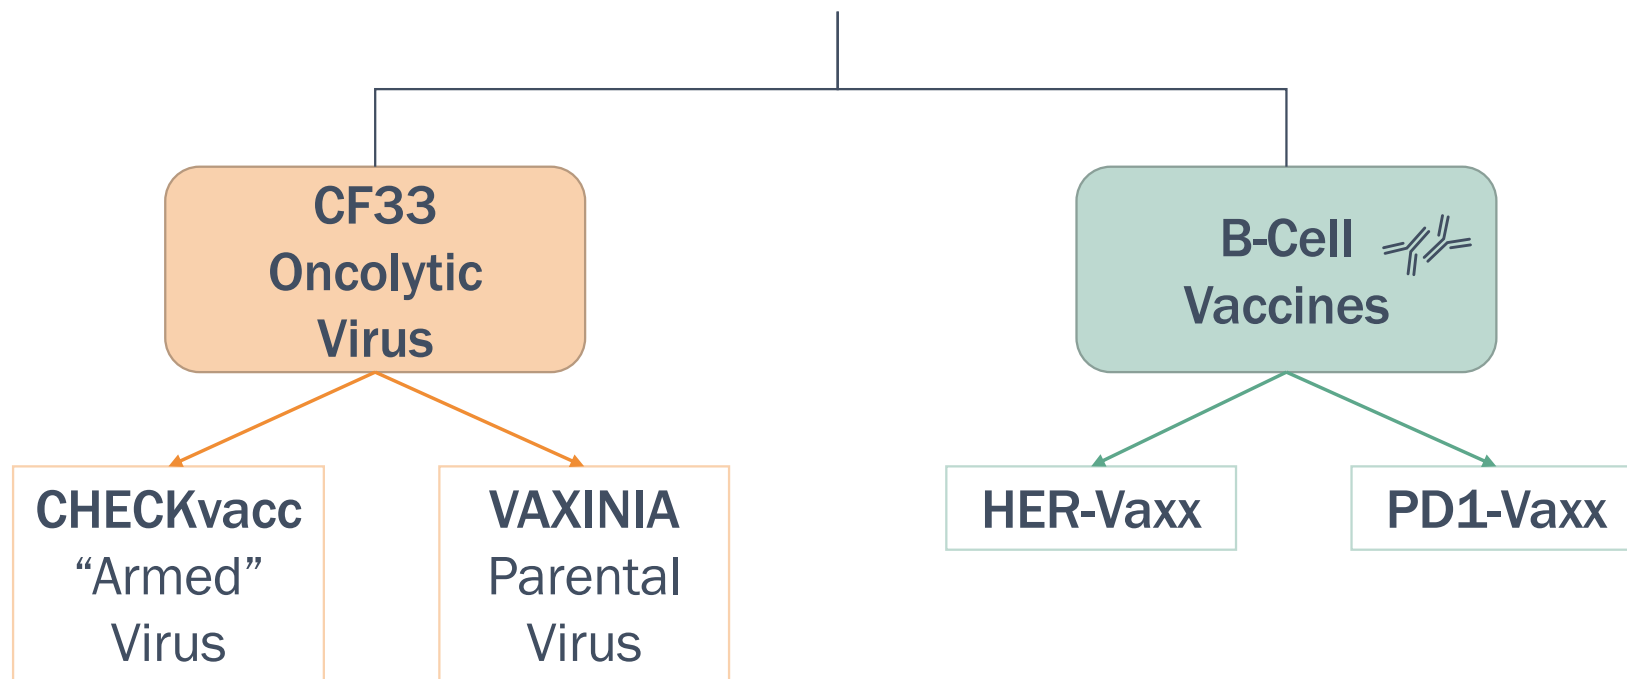 CF33
Oncolytic
Virus
B-Cell
Vaccines
CHECKvacc
“Armed”
Virus
VAXINIA
Parental
Virus
HER-Vaxx
PD1-Vaxx